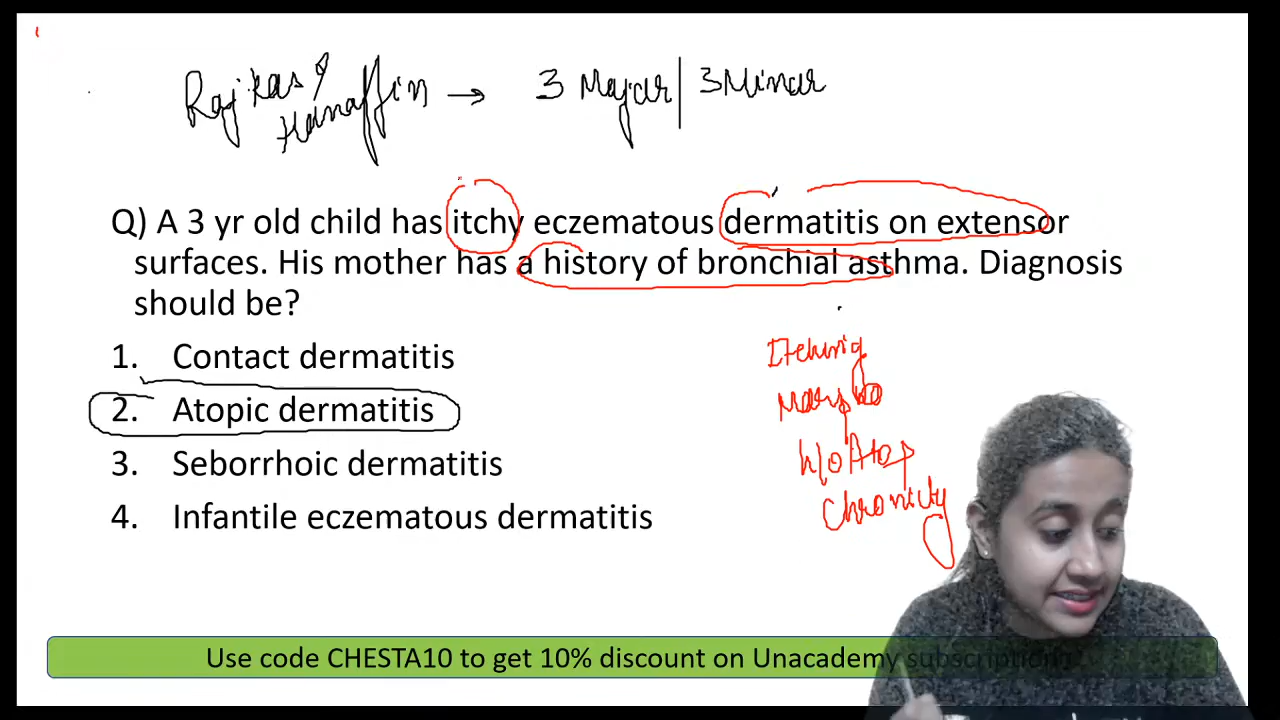 Rajkas &
Hanaffin → 3 Major | 3 Minor
Q) A 3 yr old child has itchy eczematous dermatitis on extensor
surfaces. His mother has a history of bronchial asthma. Diagnosis
should be?
1. Contact dermatitis
2. Atopic dermatitis
3. Seborrhoic dermatitis
4. Infantile eczematous dermatitis
Itching
Morpho
h/o Atop
Chronicity
Use code CHESTA10 to get 10% discount on Unacademy subscription